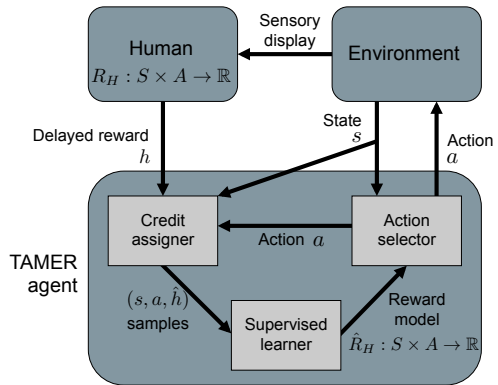 Sensory
display
Human
R_H : S × A → ℝ
Environment
Delayed reward
h
State
s
Action
a
TAMER
agent
Credit
assigner
Action a
Action
selector
(s, a, ĥ)
samples
Supervised
learner
Reward
model
R̂_H : S × A → ℝ